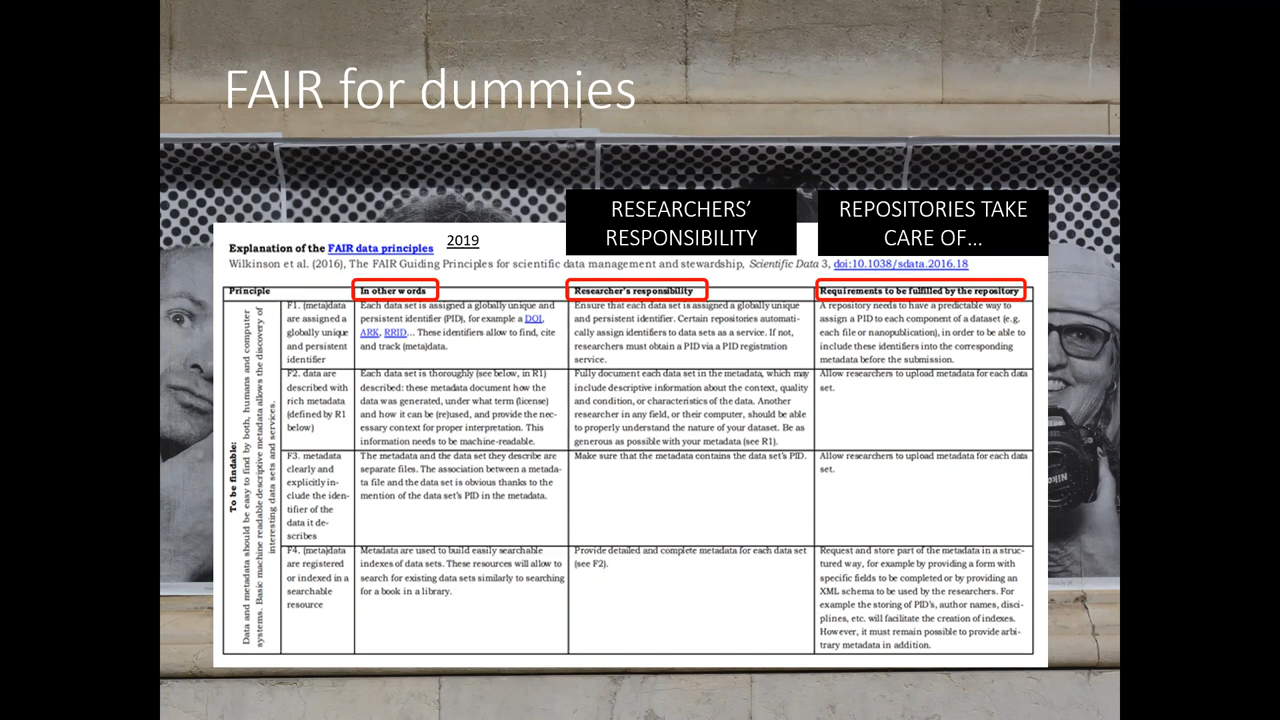 FAIR for dummies
RESEARCHERS’
RESPONSIBILITY
REPOSITORIES TAKE
CARE OF…
Explanation of the FAIR data principles 2019
Wilkinson et al. (2016), The FAIR Guiding Principles for scientific data management and stewardship, Scientific Data 3, doi:10.1038/sdata.2016.18
Principle
In other words
Researcher's responsibility
Requirements to be fulfilled by the repository
To be findable:
Data and metadata should be easy to find by both, humans and computer
systems. Basic machine readable descriptive metadata allows the discovery of
interesting data sets and services.
F1. (meta)data
are assigned a
globally unique
and persistent
identifier
Each data set is assigned a globally unique and
persistent identifier (PID), for example a DOI,
ARK, RRID... These identifiers allow to find, cite
and track (meta)data.
Ensure that each data set is assigned a globally unique
and persistent identifier. Certain repositories automati-
cally assign identifiers to data sets as a service. If not,
researchers must obtain a PID via a PID registration
service.
A repository needs to have a predictable way to
assign a PID to each component of a dataset (e.g.
each file or nanopublication), in order to be able to
include these identifiers into the corresponding
metadata before the submission.
F2. data are
described with
rich metadata
(defined by R1
below)
Each data set is thoroughly (see below, in R1)
described: these metadata document how the
data was generated, under what term (license)
and how it can be (re)used, and provide the nec-
essary context for proper interpretation. This
information needs to be machine-readable.
Fully document each data set in the metadata, which may
include descriptive information about the context, quality
and condition, or characteristics of the data. Another
researcher in any field, or their computer, should be able
to properly understand the nature of your dataset. Be as
generous as possible with your metadata (see R1).
Allow researchers to upload metadata for each data
set.
F3. metadata
clearly and
explicitly in-
clude the iden-
tifier of the
data it de-
scribes
The metadata and the data set they describe are
separate files. The association between a metada-
ta file and the data set is obvious thanks to the
mention of the data set's PID in the metadata.
Make sure that the metadata contains the data set's PID.
Allow researchers to upload metadata for each data
set.
F4. (meta)data
are registered
or indexed in a
searchable
resource
Metadata are used to build easily searchable
indexes of data sets. These resources will allow to
search for existing data sets similarly to searching
for a book in a library.
Provide detailed and complete metadata for each data set
(see F2).
Request and store part of the metadata in a struc-
tured way, for example by providing a form with
specific fields to be completed or by providing an
XML schema to be used by the researchers. For
example the storing of PID's, author names, disci-
plines, etc. will facilitate the creation of indexes.
However, it must remain possible to provide arbi-
trary metadata in addition.
Nikon